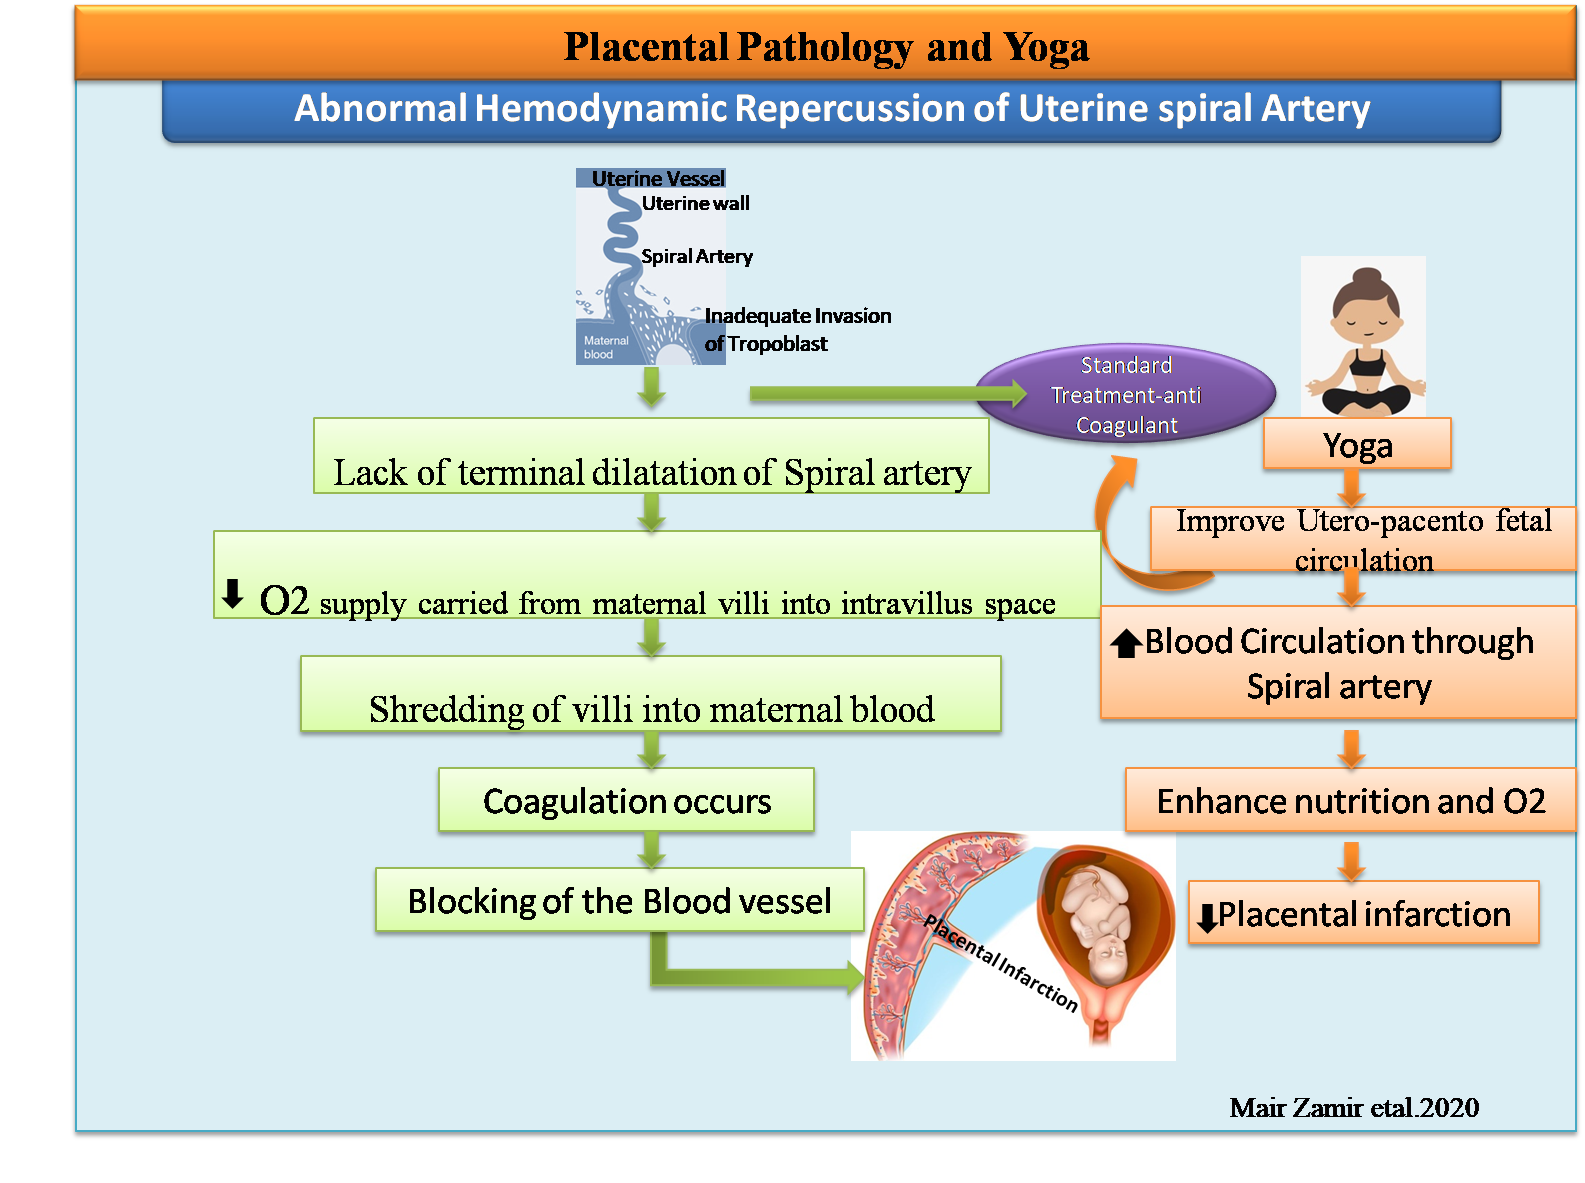 Placental Pathology and Yoga
Abnormal Hemodynamic Repercussion of Uterine spiral Artery
Uterine Vessel
Uterine wall
Spiral Artery
Inadequate Invasion
of Tropoblast
Maternal
blood
Standard
Treatment-anti
Coagulant
Yoga
Lack of terminal dilatation of Spiral artery
Improve Utero-pacento fetal
circulation
O2 supply carried from maternal villi into intravillus space
Blood Circulation through
Spiral artery
Shredding of villi into maternal blood
Coagulation occurs
Enhance nutrition and O2
Blocking of the Blood vessel
Placental infarction
Placental Infarction
Mair Zamir etal.2020